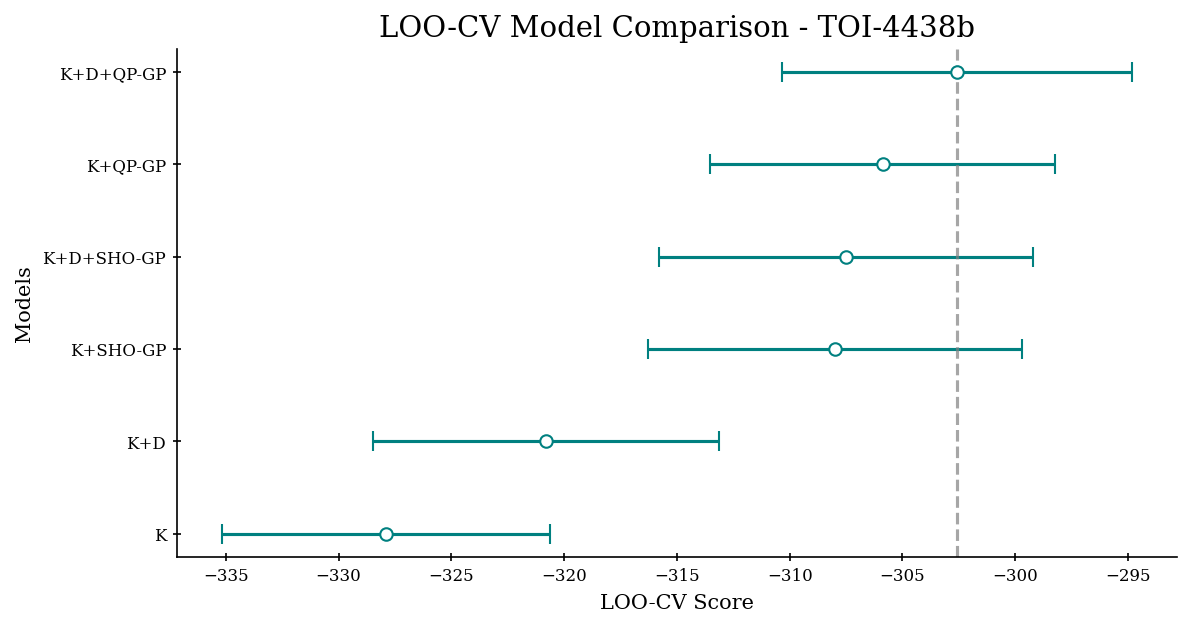 LOO-CV Model Comparison - TOI-4438b
K+D+QP-GP
K+QP-GP
K+D+SHO-GP
K+SHO-GP
K+D
K
Models
−335 −330 −325 −320 −315 −310 −305 −300 −295
LOO-CV Score